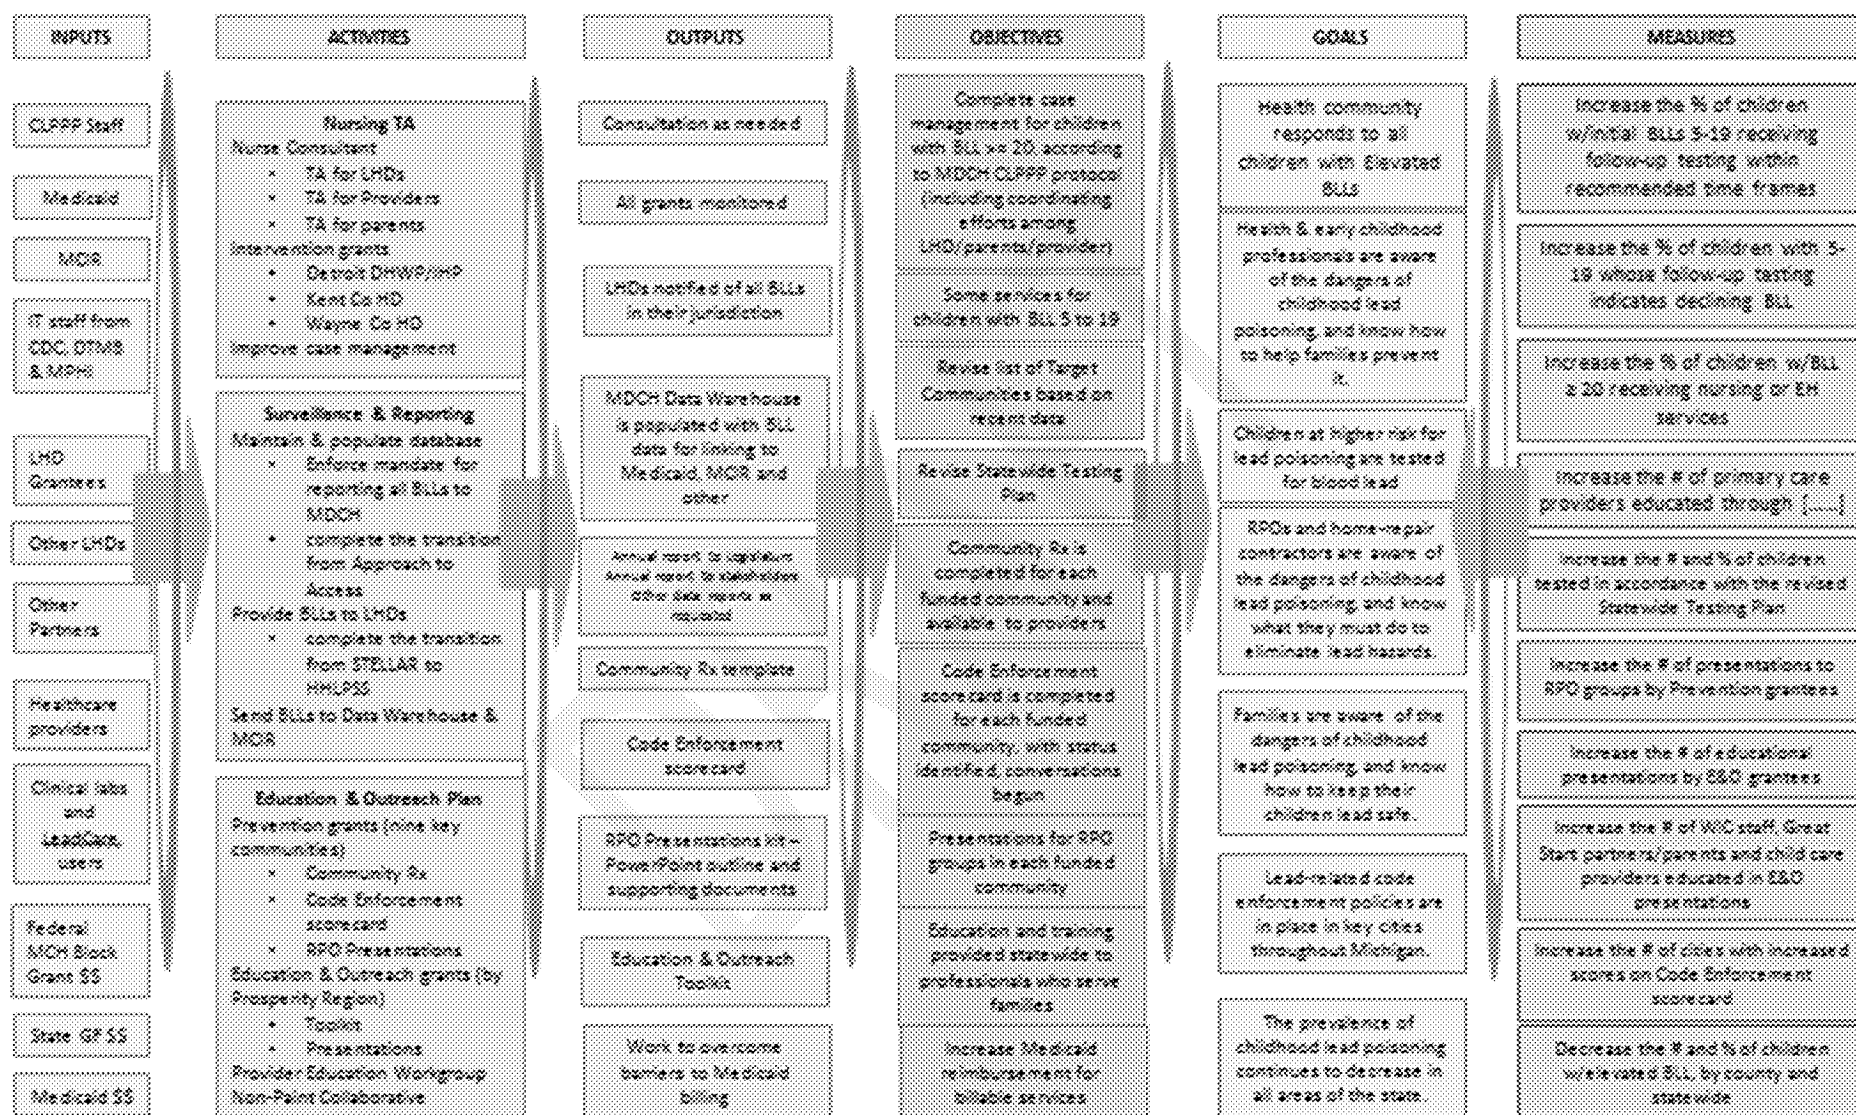 INPUTS
CLPPP Staff
Medicaid
MCIR
IT staff from
CDC, DTMB
& MPHI
LHD
Grantees
Other LHDs
Other
Partners
Healthcare
providers
Clinical labs
and
LeadCare
users
Federal
MCH Block
Grant $$
State GF $$
Medicaid $$
ACTIVITIES
Nursing TA
Nurse Consultant
• TA for LHDs
• TA for Providers
• TA for parents
Intervention grants
• Detroit DHWP/IHP
• Kent Co HD
• Wayne Co HD
Improve case management
Surveillance & Reporting
Maintain & populate database
• Enforce mandate for
reporting all BLLs to
MDCH
• complete the transition
from Approach to
Access
Provide BLLs to LHDs
• complete the transition
from STELLAR to
HHLPSS
Send BLLs to Data Warehouse &
MCIR
Education & Outreach Plan
Prevention grants (nine key
communities)
• Community Rx
• Code Enforcement
scorecard
• RPO Presentations
Education & Outreach grants (by
Prosperity Region)
• Toolkit
• Presentations
Provider Education Workgroup
Non-Paint Collaborative
OUTPUTS
Consultation as needed
All grants monitored
LHDs notified of all BLLs
in their jurisdiction
MDCH Data Warehouse
is populated with BLL
data for linking to
Medicaid, MCIR and
other
Annual report to Legislature
Annual report to stakeholders
Other data reports as
requested
Community Rx template
Code Enforcement
scorecard
RPO Presentations kit –
PowerPoint outline and
supporting documents
Education & Outreach
Toolkit
Work to overcome
barriers to Medicaid
billing
OBJECTIVES
Complete case
management for children
with BLL >= 20, according
to MDCH CLPPP protocol
(including coordinating
efforts among
LHD/parents/provider)
Some services for
children with BLL 5 to 19
Revise list of Target
Communities based on
recent data
Revise Statewide Testing
Plan
Community Rx is
completed for each
funded community and
available to providers
Code Enforcement
scorecard is completed
for each funded
community, with status
identified, conversations
begun
Presentations for RPO
groups in each funded
community
Education and training
provided statewide to
professionals who serve
families
Increase Medicaid
reimbursement for
billable services
GOALS
Health community
responds to all
children with Elevated
BLLs
Health & early childhood
professionals are aware
of the dangers of
childhood lead
poisoning, and know how
to help families prevent
it.
Children at higher risk for
lead poisoning are tested
for blood lead
RPOs and home-repair
contractors are aware of
the dangers of childhood
lead poisoning, and know
what they must do to
eliminate lead hazards.
Families are aware of the
dangers of childhood
lead poisoning, and know
how to keep their
children lead safe.
Lead-related code
enforcement policies are
in place in key cities
throughout Michigan.
The prevalence of
childhood lead poisoning
continues to decrease in
all areas of the state.
MEASURES
Increase the % of children
w/initial BLLs 5-19 receiving
follow-up testing within
recommended time frames
Increase the % of children with 5-
19 whose follow-up testing
indicates declining BLL
Increase the % of children w/BLL
≥ 20 receiving nursing or EH
services
Increase the # of primary care
providers educated through [……]
Increase the # and % of children
tested in accordance with the revised
Statewide Testing Plan
Increase the # of presentations to
RPO groups by Prevention grantees
Increase the # of educational
presentations by E&O grantees
Increase the # of WIC staff, Great
Start partners/parents and child care
providers educated in E&O
presentations
Increase the # of cities with increased
scores on Code Enforcement
scorecard
Decrease the # and % of children
w/elevated BLL, by county and
statewide